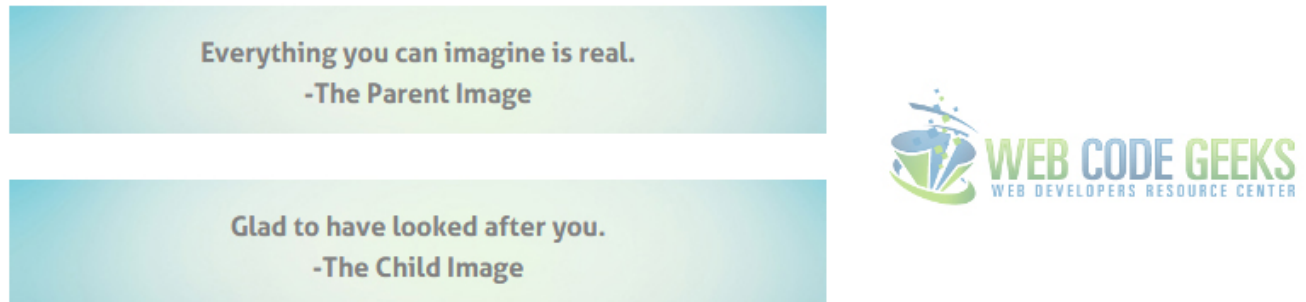 Everything you can imagine is real.
-The Parent Image
Glad to have looked after you.
-The Child Image
WEB CODE GEEKS
WEB DEVELOPERS RESOURCE CENTER